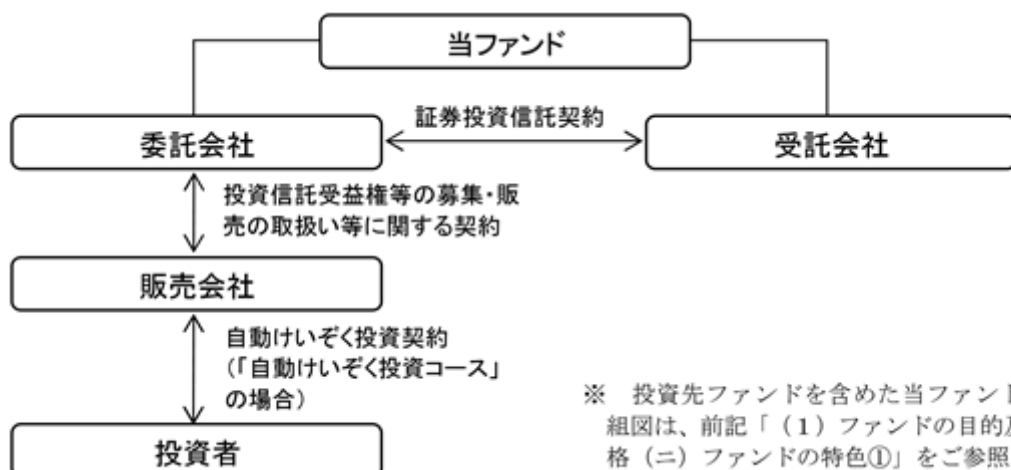 当ファンド
証券投資信託契約
委託会社
受託会社
投資信託受益権等の募集・販
売の取扱い等に関する契約
販売会社
自動けいぞく投資契約
(「自動けいぞく投資コース」
の場合)
投資者
※ 投資先ファンドを含めた当ファンド
組図は、前記「(1)ファンドの目的及
格(ニ)ファンドの特色①」をご参照